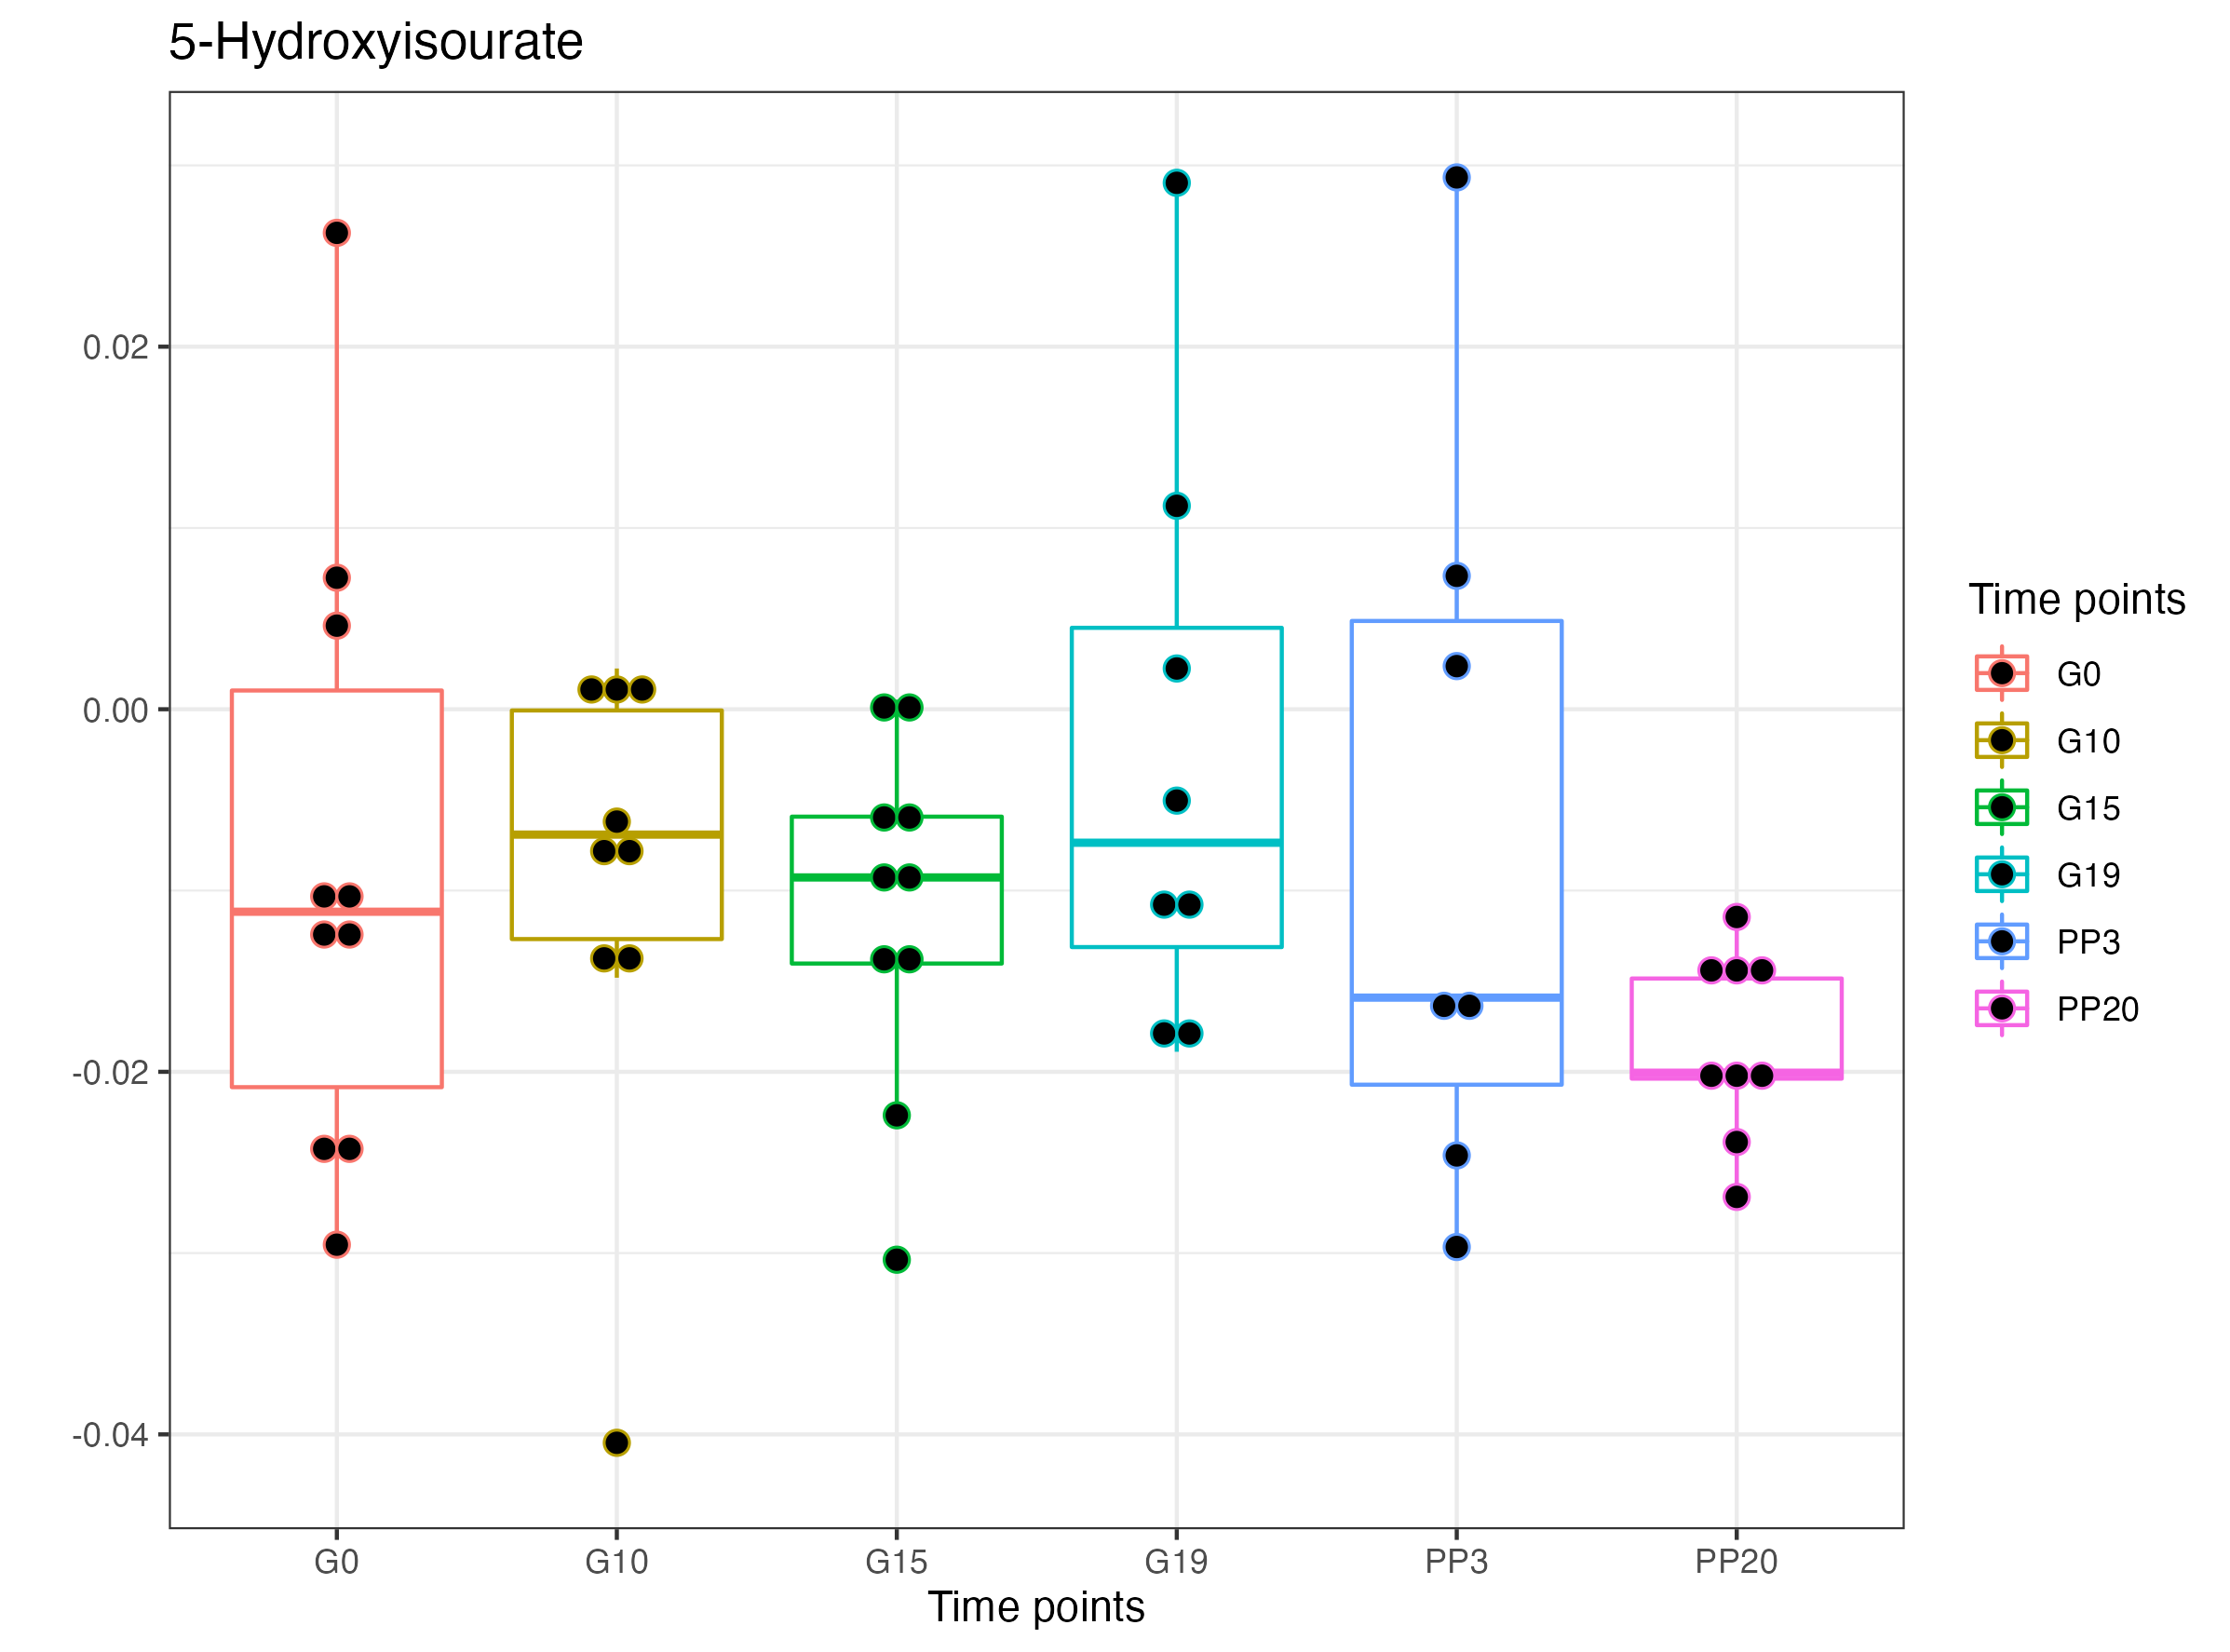 5-Hydroxyisourate
0.02
0.00
-0.02
-0.04
G0 G10 G15 G19 PP3 PP20
Time points
Time points
G0
G10
G15
G19
PP3
PP20